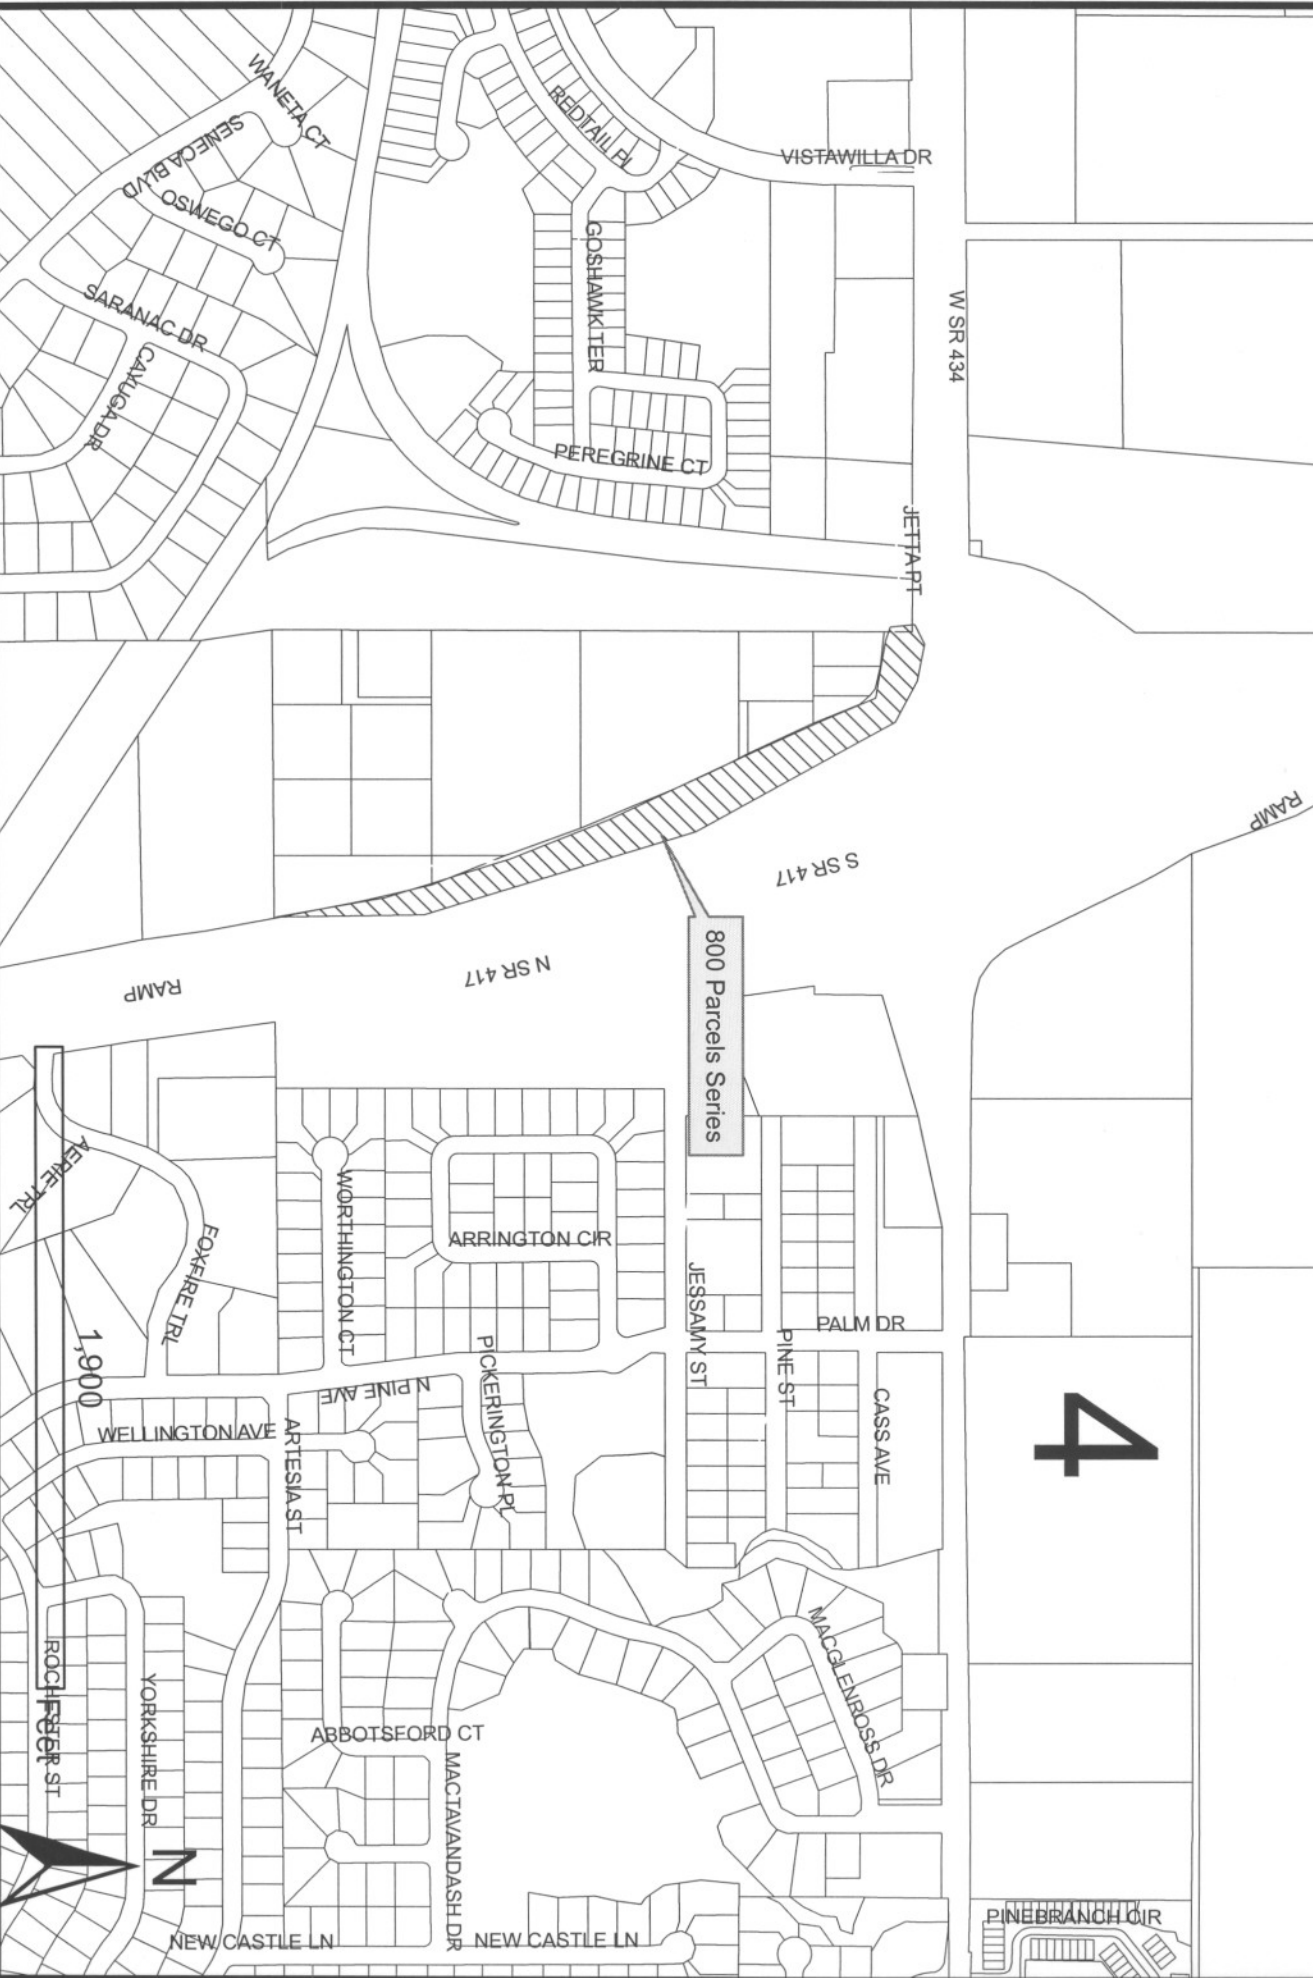 WANETA CT
SENECA BLVD
OSWEGO CT
SARANAC DR
CAYUGA DR
REDTAIL PL
GOSHAWK TER
PEREGRINE CT
VISTAWILLA DR
W SR 434
JETTA PT
RAMP
S SR 417
N SR 417
RAMP
800 Parcels Series
AERIE TRL
FOXFIRE TRL
WORTHINGTON CT
ARRINGTON CIR
JESSAMY ST
PALM DR
PINE ST
CASS AVE
PICKERINGTON PL
N PINE AVE
WELLINGTON AVE
ARTESIA ST
1,900
Feet
4
ROCHESTER ST
YORKSHIRE DR
ABBOTSFORD CT
MACTAVANDASH DR
MACGLENROSS DR
N
NEW CASTLE LN
NEW CASTLE LN
PINEBRANCH CIR